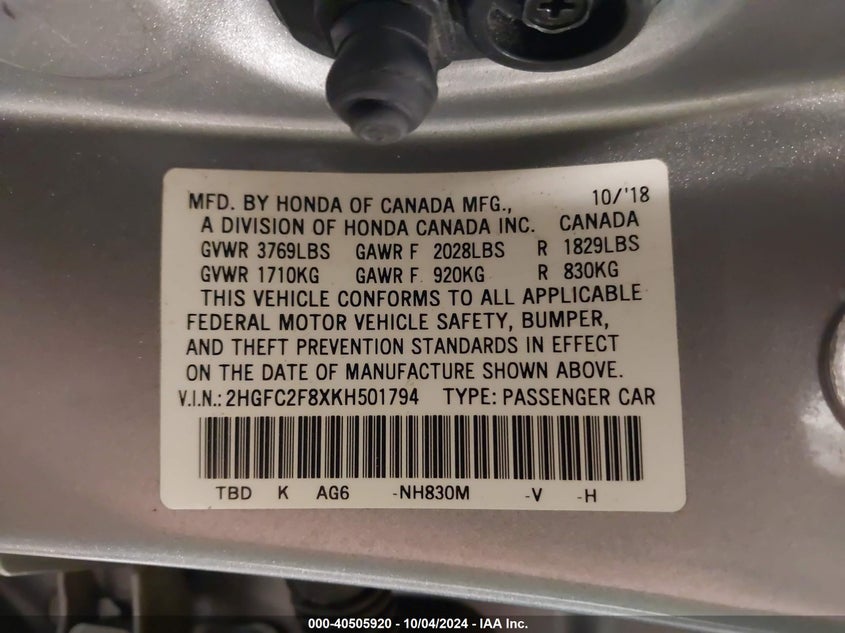 MFD. BY HONDA OF CANADA MFG., 10/'18
A DIVISION OF HONDA CANADA INC. CANADA
GVWR 3769LBS GAWR F 2028LBS R 1829LBS
GVWR 1710KG GAWR F 920KG R 830KG
THIS VEHICLE CONFORMS TO ALL APPLICABLE
FEDERAL MOTOR VEHICLE SAFETY, BUMPER,
AND THEFT PREVENTION STANDARDS IN EFFECT
ON THE DATE OF MANUFACTURE SHOWN ABOVE.
V.I.N.: 2HGFC2F8XKH501794 TYPE: PASSENGER CAR
TBD K AG6 -NH830M -V -H
000-40505920 - 10/04/2024 - IAA Inc.